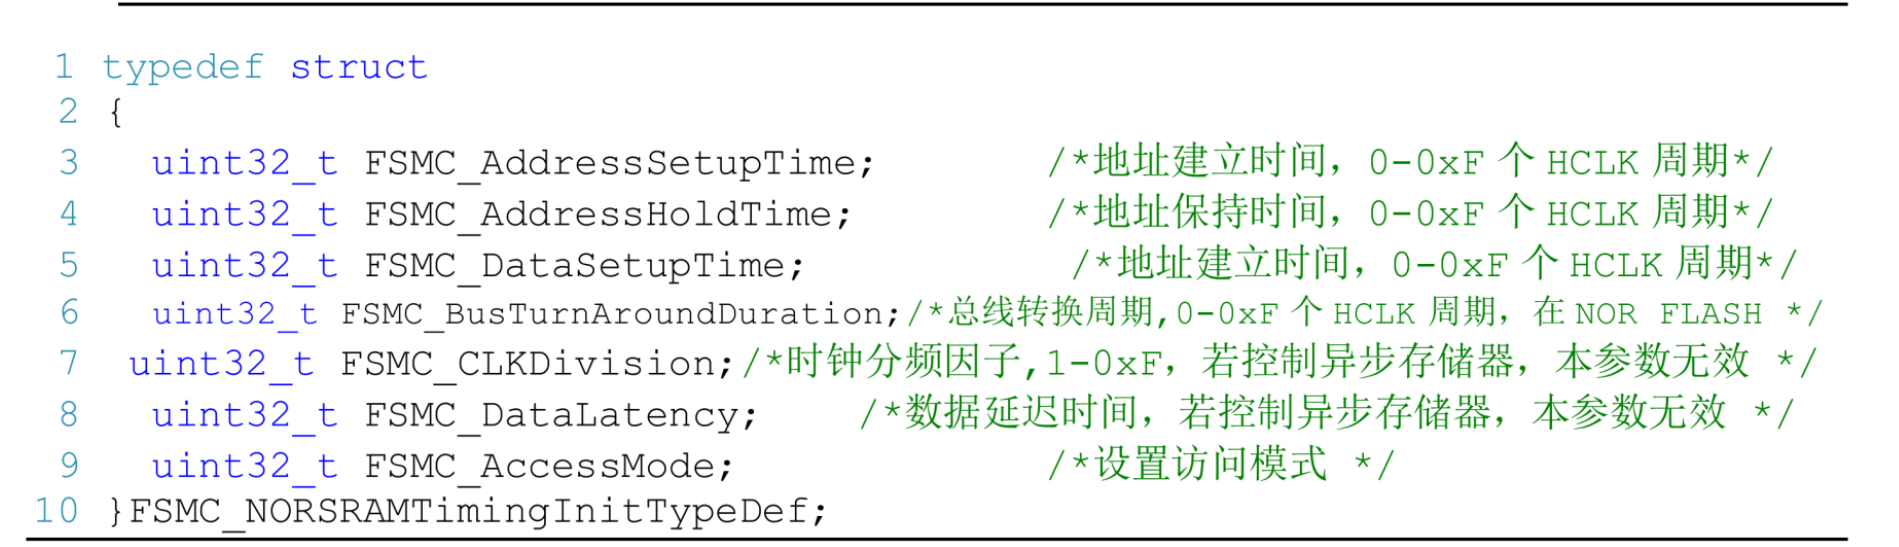 1 typedef struct
2 {
3 uint32_t FSMC_AddressSetupTime; /*地址建立时间，0-0xF 个 HCLK 周期*/
4 uint32_t FSMC_AddressHoldTime; /*地址保持时间，0-0xF 个 HCLK 周期*/
5 uint32_t FSMC_DataSetupTime; /*地址建立时间，0-0xF 个 HCLK 周期*/
6 uint32_t FSMC_BusTurnAroundDuration;/*总线转换周期,0-0xF 个 HCLK 周期，在 NOR FLASH */
7 uint32_t FSMC_CLKDivision;/*时钟分频因子,1-0xF，若控制异步存储器，本参数无效 */
8 uint32_t FSMC_DataLatency; /*数据延迟时间，若控制异步存储器，本参数无效 */
9 uint32_t FSMC_AccessMode; /*设置访问模式 */
10 }FSMC_NORSRAMTimingInitTypeDef;